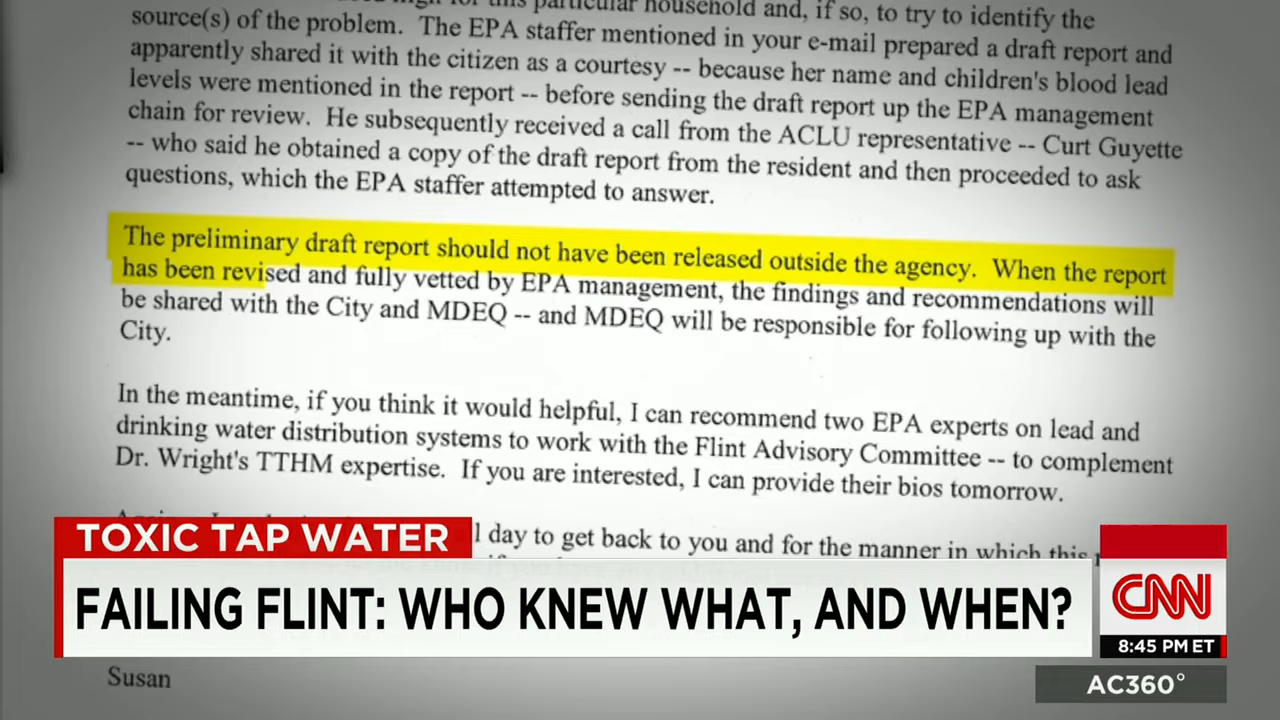 particular household and, if so, to try to identify the
source(s) of the problem. The EPA staffer mentioned in your e-mail prepared a draft report and
apparently shared it with the citizen as a courtesy -- because her name and children's blood lead
levels were mentioned in the report -- before sending the draft report up the EPA management
chain for review. He subsequently received a call from the ACLU representative -- Curt Guyette
-- who said he obtained a copy of the draft report from the resident and then proceeded to ask
questions, which the EPA staffer attempted to answer.
The preliminary draft report should not have been released outside the agency. When the report
has been revised and fully vetted by EPA management, the findings and recommendations will
be shared with the City and MDEQ -- and MDEQ will be responsible for following up with the
City.
In the meantime, if you think it would helpful, I can recommend two EPA experts on lead and
drinking water distribution systems to work with the Flint Advisory Committee -- to complement
Dr. Wright's TTHM expertise. If you are interested, I can provide their bios tomorrow.
day to get back to you and for the manner in which this
TOXIC TAP WATER
FAILING FLINT: WHO KNEW WHAT, AND WHEN?
CNN
8:45 PM ET
Susan
AC360°